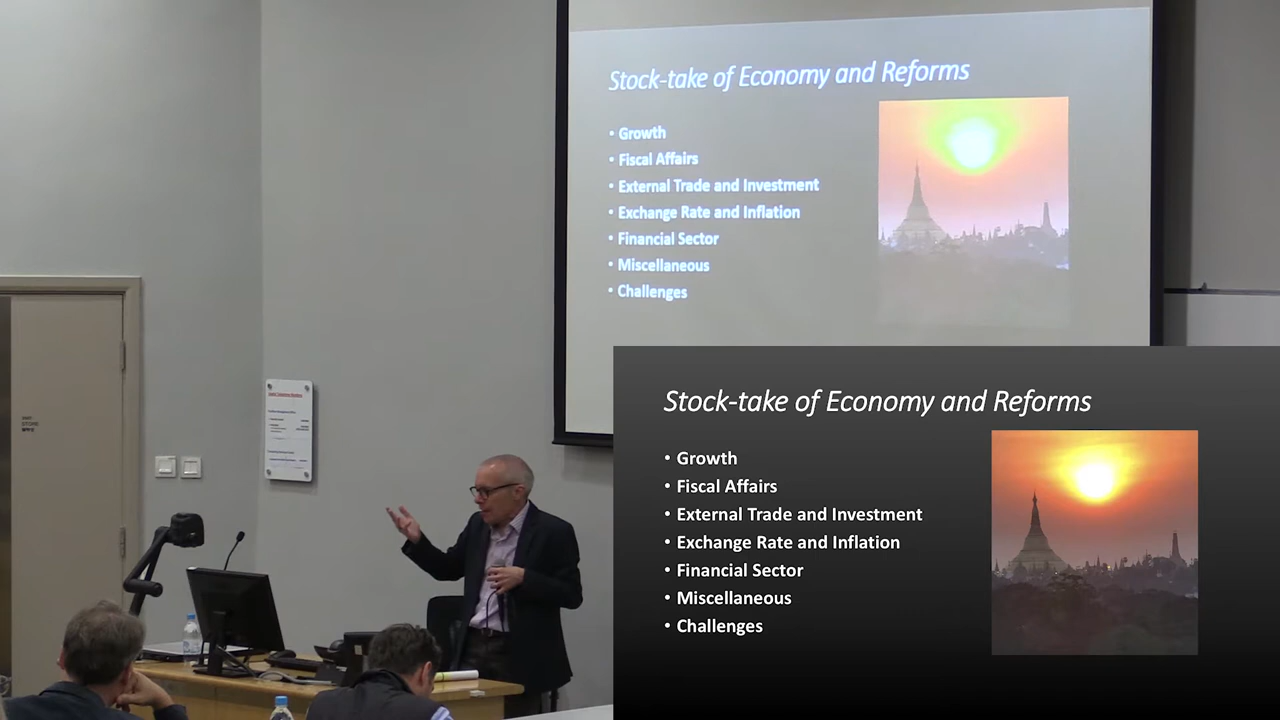 Stock-take of Economy and Reforms
• Growth
• Fiscal Affairs
• External Trade and Investment
• Exchange Rate and Inflation
• Financial Sector
• Miscellaneous
• Challenges
Stock-take of Economy and Reforms
• Growth
• Fiscal Affairs
• External Trade and Investment
• Exchange Rate and Inflation
• Financial Sector
• Miscellaneous
• Challenges
STORE